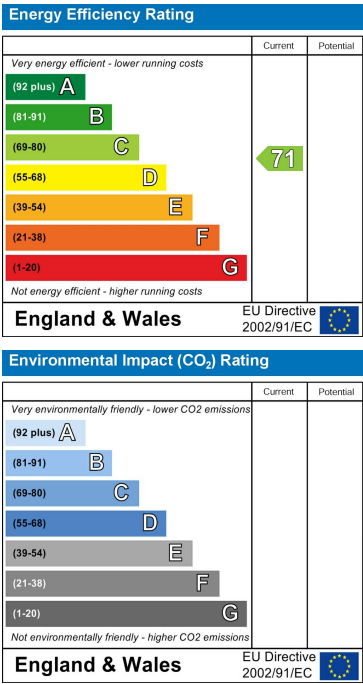 Energy Efficiency Rating
Current Potential
Very energy efficient - lower running costs
(92 plus) A
(81-91) B
(69-80) C
71
(55-68) D
(39-54) E
(21-38) F
(1-20) G
Not energy efficient - higher running costs
England & Wales
EU Directive
2002/91/EC
Environmental Impact (CO₂) Rating
Current Potential
Very environmentally friendly - lower CO2 emissions
(92 plus) A
(81-91) B
(69-80) C
(55-68) D
(39-54) E
(21-38) F
(1-20) G
Not environmentally friendly - higher CO2 emissions
England & Wales
EU Directive
2002/91/EC